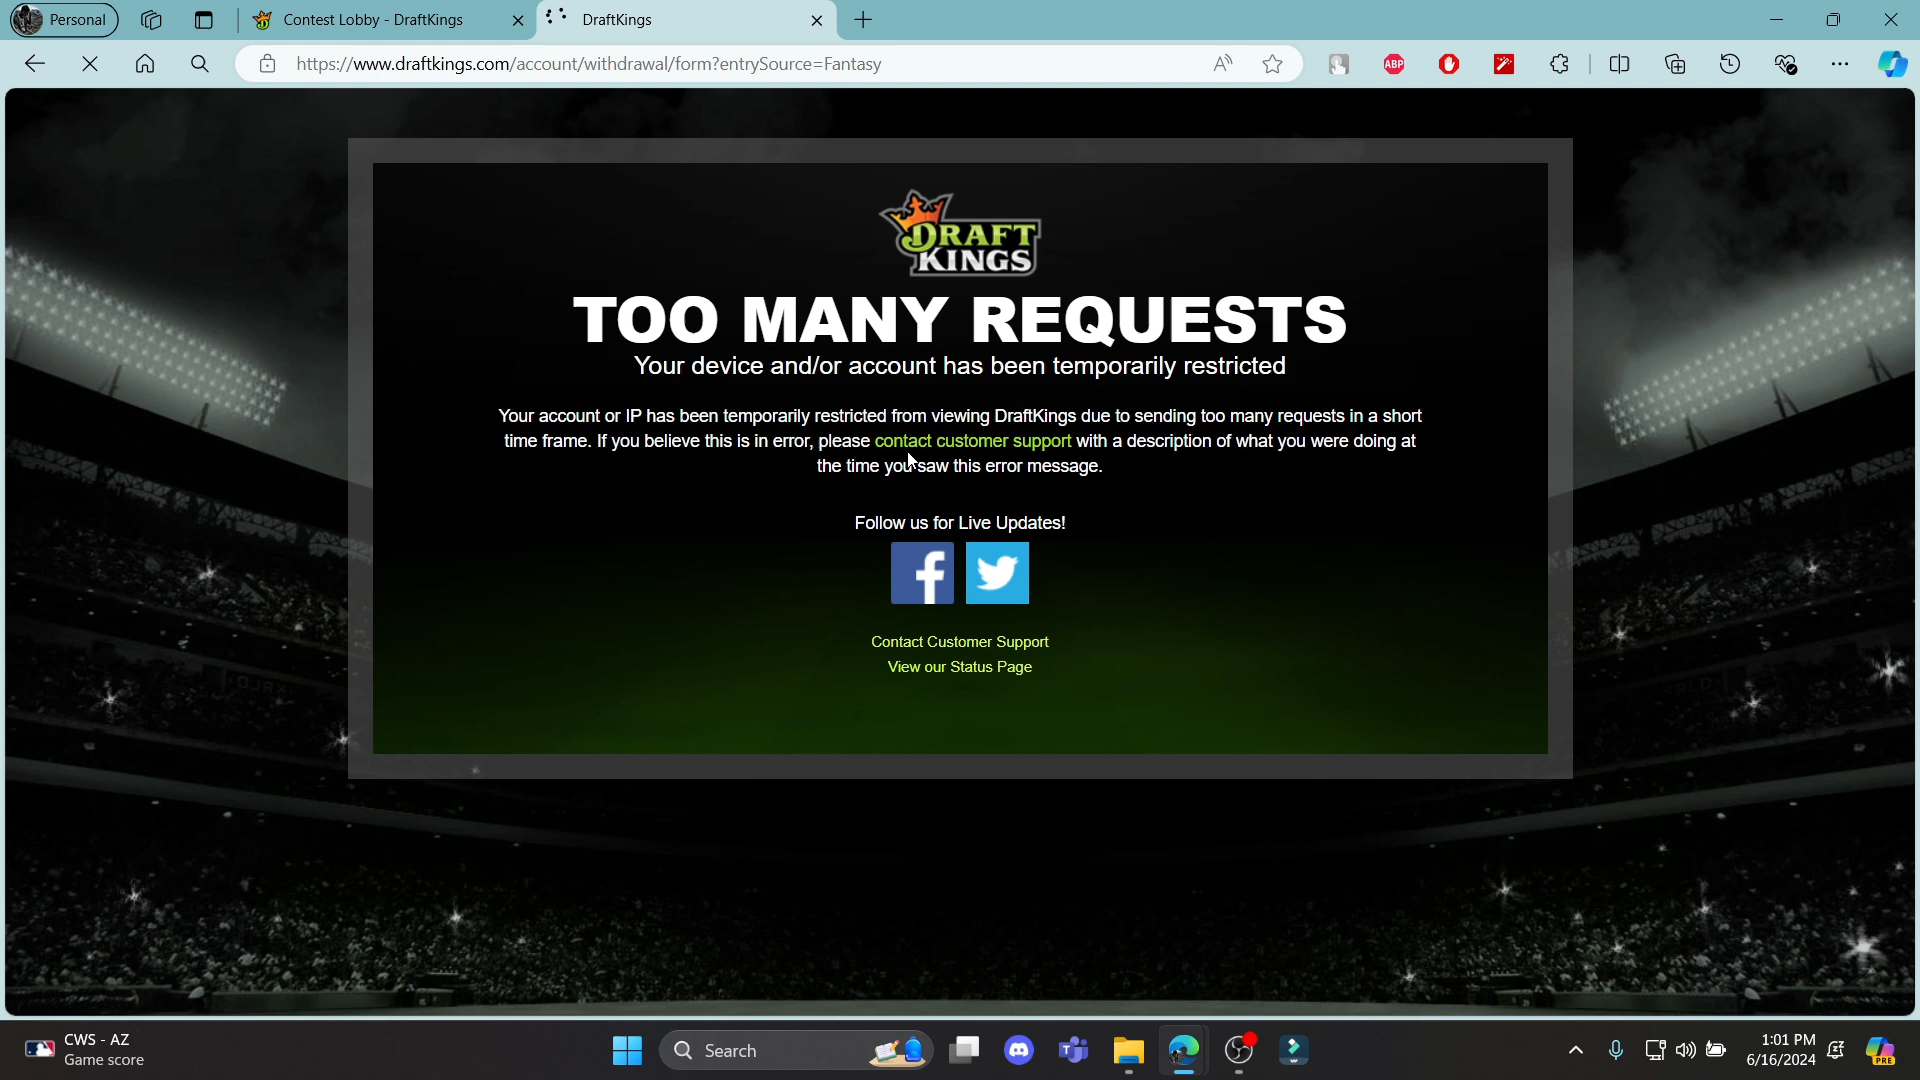 Personal
Contest Lobby - DraftKings
DraftKings
https://www.draftkings.com/account/withdrawal/form?entrySource=Fantasy
ABP
DRAFT
KINGS
TOO MANY REQUESTS
Your device and/or account has been temporarily restricted
Your account or IP has been temporarily restricted from viewing DraftKings due to sending too many requests in a short
time frame. If you believe this is in error, please contact customer support with a description of what you were doing at
the time you saw this error message.
Follow us for Live Updates!
Contact Customer Support
View our Status Page
CWS - AZ
Game score
Search
1:01 PM
6/16/2024
PRE